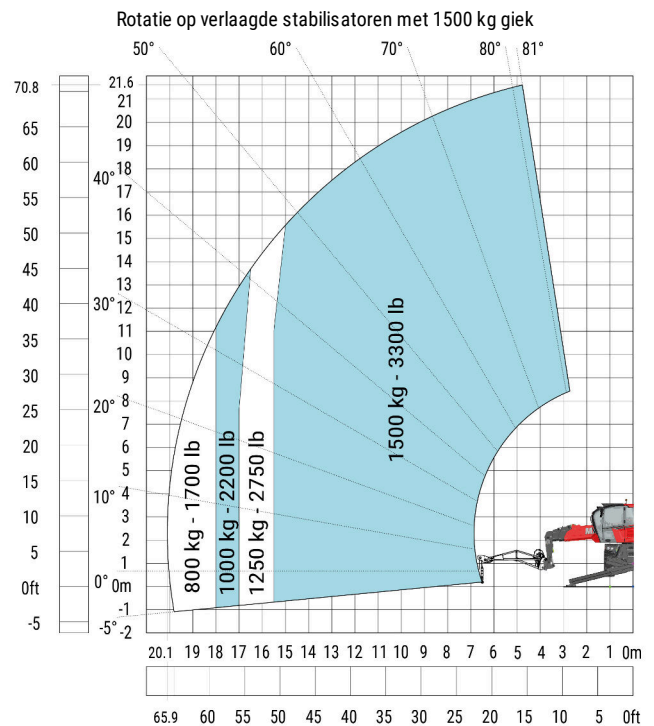 Rotatie op verlaagde stabilisatoren met 1500 kg giek
50° 60° 70° 80° 81°
70.8 21.6
21
65 20
19
60 18
40°
55 17
16
50 15
45 14
13
30°
40 12
35 11
10
30 9
20° 8
25 7
6
20 5
10° 4
15 3
10 2
5 1
0ft 0° 0m
-1
-5 -5° -2
800 kg - 1700 lb
1000 kg - 2200 lb
1250 kg - 2750 lb
1500 kg - 3300 lb
20.1 19 18 17 16 15 14 13 12 11 10 9 8 7 6 5 4 3 2 1 0m
65.9 60 55 50 45 40 35 30 25 20 15 10 5 0ft